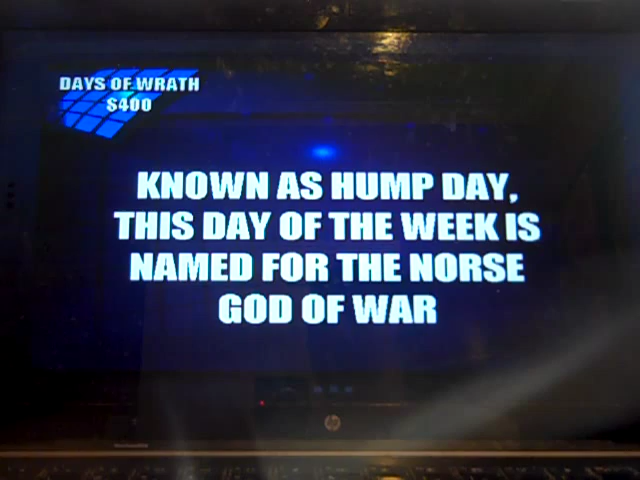 DAYS OF WRATH
$400
KNOWN AS HUMP DAY,
THIS DAY OF THE WEEK IS
NAMED FOR THE NORSE
GOD OF WAR
hp